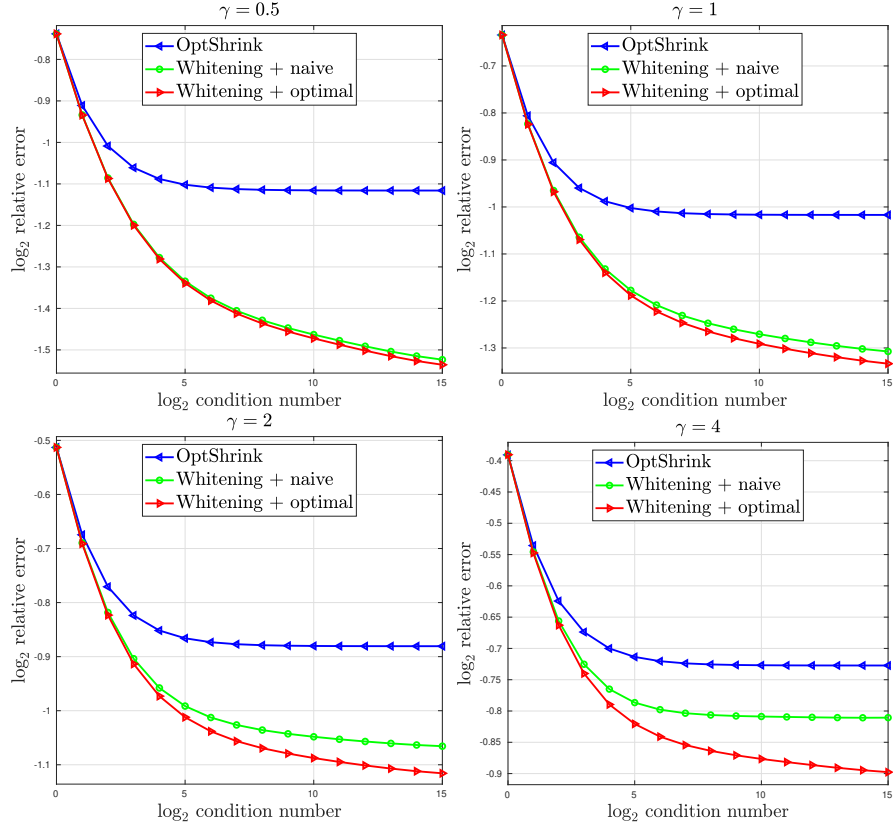 γ = 0.5
OptShrink
Whitening + naive
Whitening + optimal
-0.8
-0.9
-1
-1.1
-1.2
-1.3
-1.4
-1.5
0
5
10
15
log₂ relative error
log₂ condition number
γ = 1
OptShrink
Whitening + naive
Whitening + optimal
-0.7
-0.8
-0.9
-1
-1.1
-1.2
-1.3
0
5
10
15
log₂ relative error
log₂ condition number
γ = 2
OptShrink
Whitening + naive
Whitening + optimal
-0.5
-0.6
-0.7
-0.8
-0.9
-1
-1.1
0
5
10
15
log₂ relative error
log₂ condition number
γ = 4
OptShrink
Whitening + naive
Whitening + optimal
-0.4
-0.45
-0.5
-0.55
-0.6
-0.65
-0.7
-0.75
-0.8
-0.85
-0.9
0
5
10
15
log₂ relative error
log₂ condition number